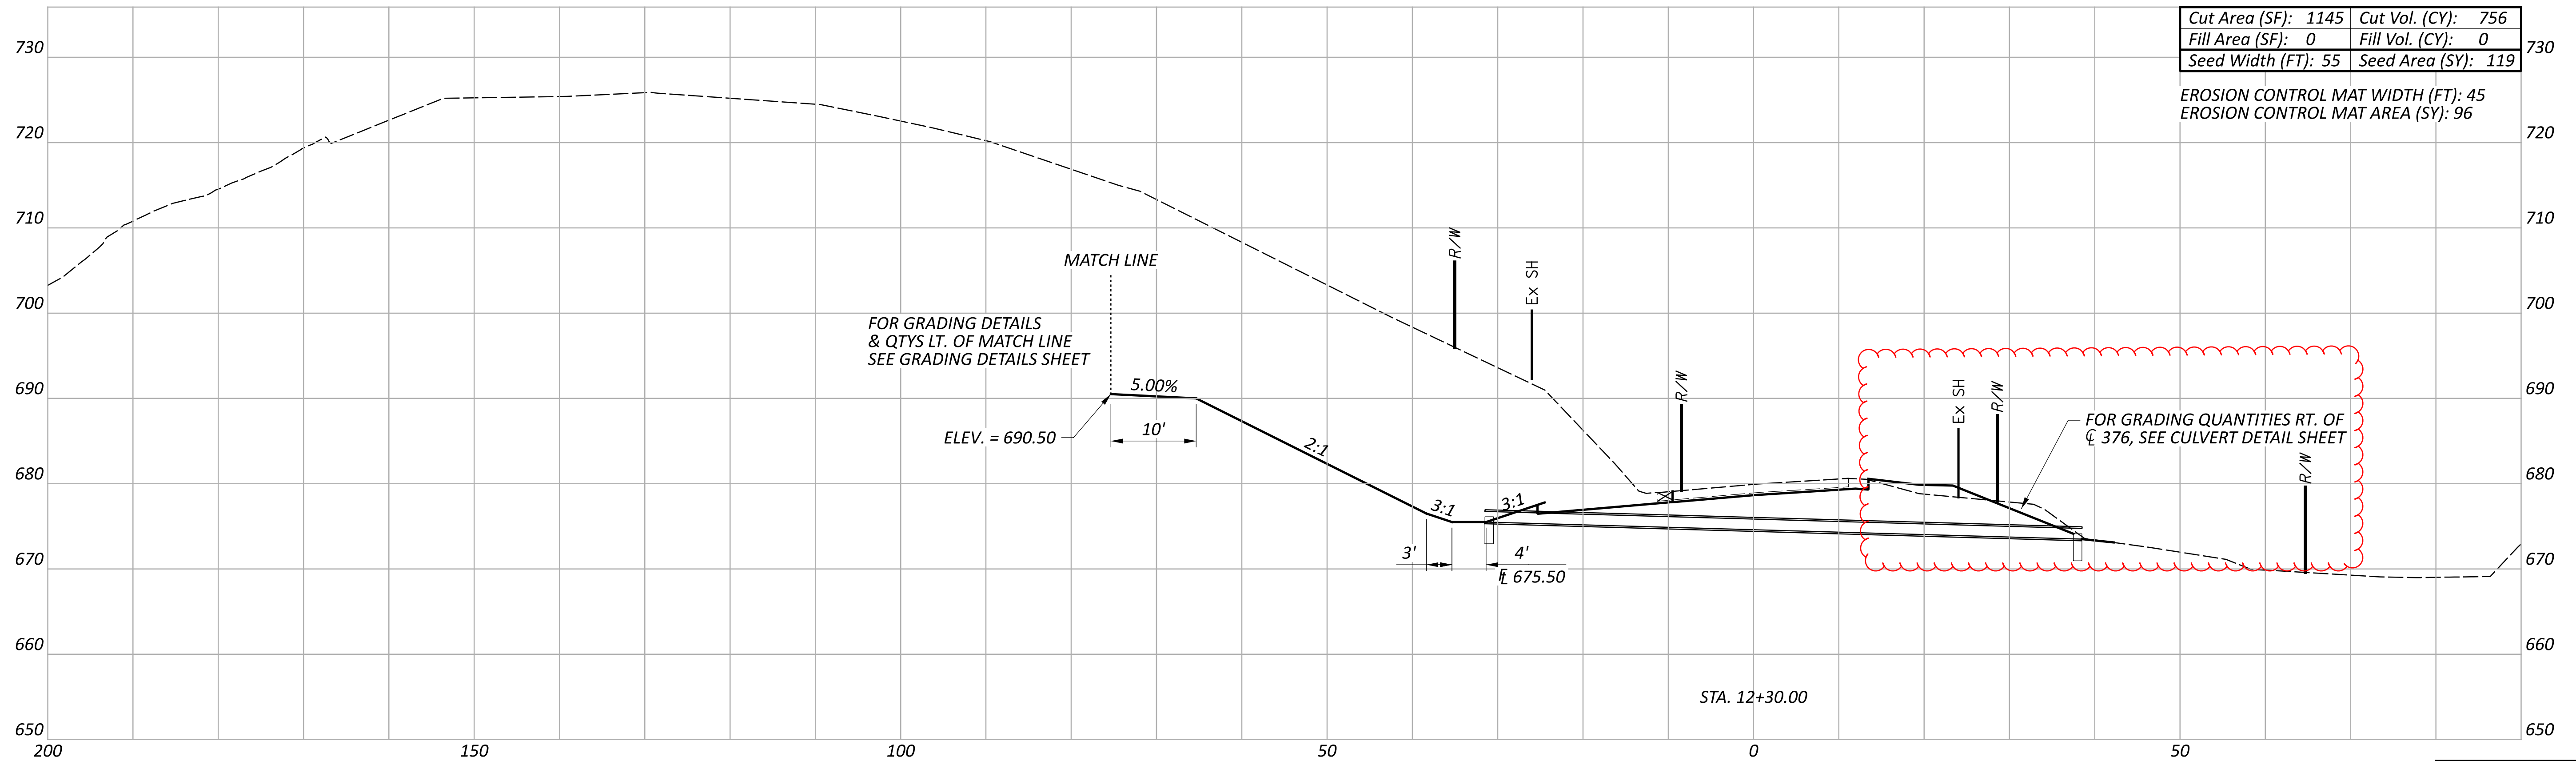 Cut Area (SF): 1145 Cut Vol. (CY): 756
Fill Area (SF): 0 Fill Vol. (CY): 0
Seed Width (FT): 55 Seed Area (SY): 119
EROSION CONTROL MAT WIDTH (FT): 45
EROSION CONTROL MAT AREA (SY): 96
730 730
720 720
710 710
700 700
690 690
680 680
670 670
660 660
650 650
MATCH LINE
FOR GRADING DETAILS
& QTYS LT. OF MATCH LINE
SEE GRADING DETAILS SHEET
5.00%
ELEV. = 690.50
10'
2:1
3:1
3:1
3'
4'
℄ 675.50
R/W
Ex SH
R/W
Ex SH
R/W
R/W
FOR GRADING QUANTITIES RT. OF
℄ 376, SEE CULVERT DETAIL SHEET
STA. 12+30.00
200 150 100 50 0 50